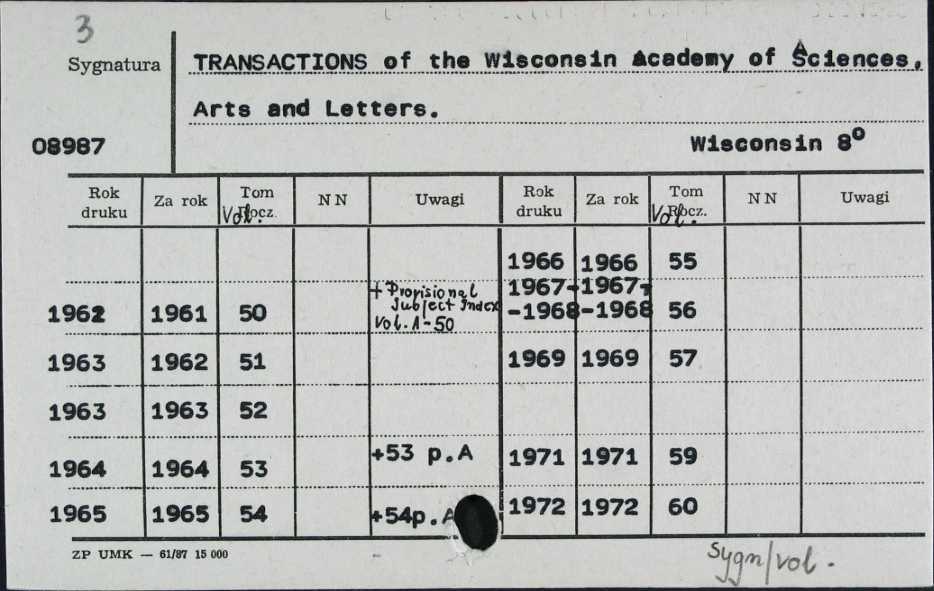 3
Sygnatura
TRANSACTIONS of the Wisconsin Academy of Sciences,
Arts and Letters.
08987
Wisconsin 8º
Rok druku Za rok Tom Rocz. Vol. NN Uwagi Rok druku Za rok Tom Rocz. Vol. NN Uwagi
1966 1966 55
1962 1961 50 + Provisional Subject Index Vol. 1-50 1967- -1968 1967- -1968 56
1963 1962 51 1969 1969 57
1963 1963 52
1964 1964 53 +53 p.A 1971 1971 59
1965 1965 54 +54p.A 1972 1972 60
ZP UMK — 61/87 15 000
Sygn/vol.